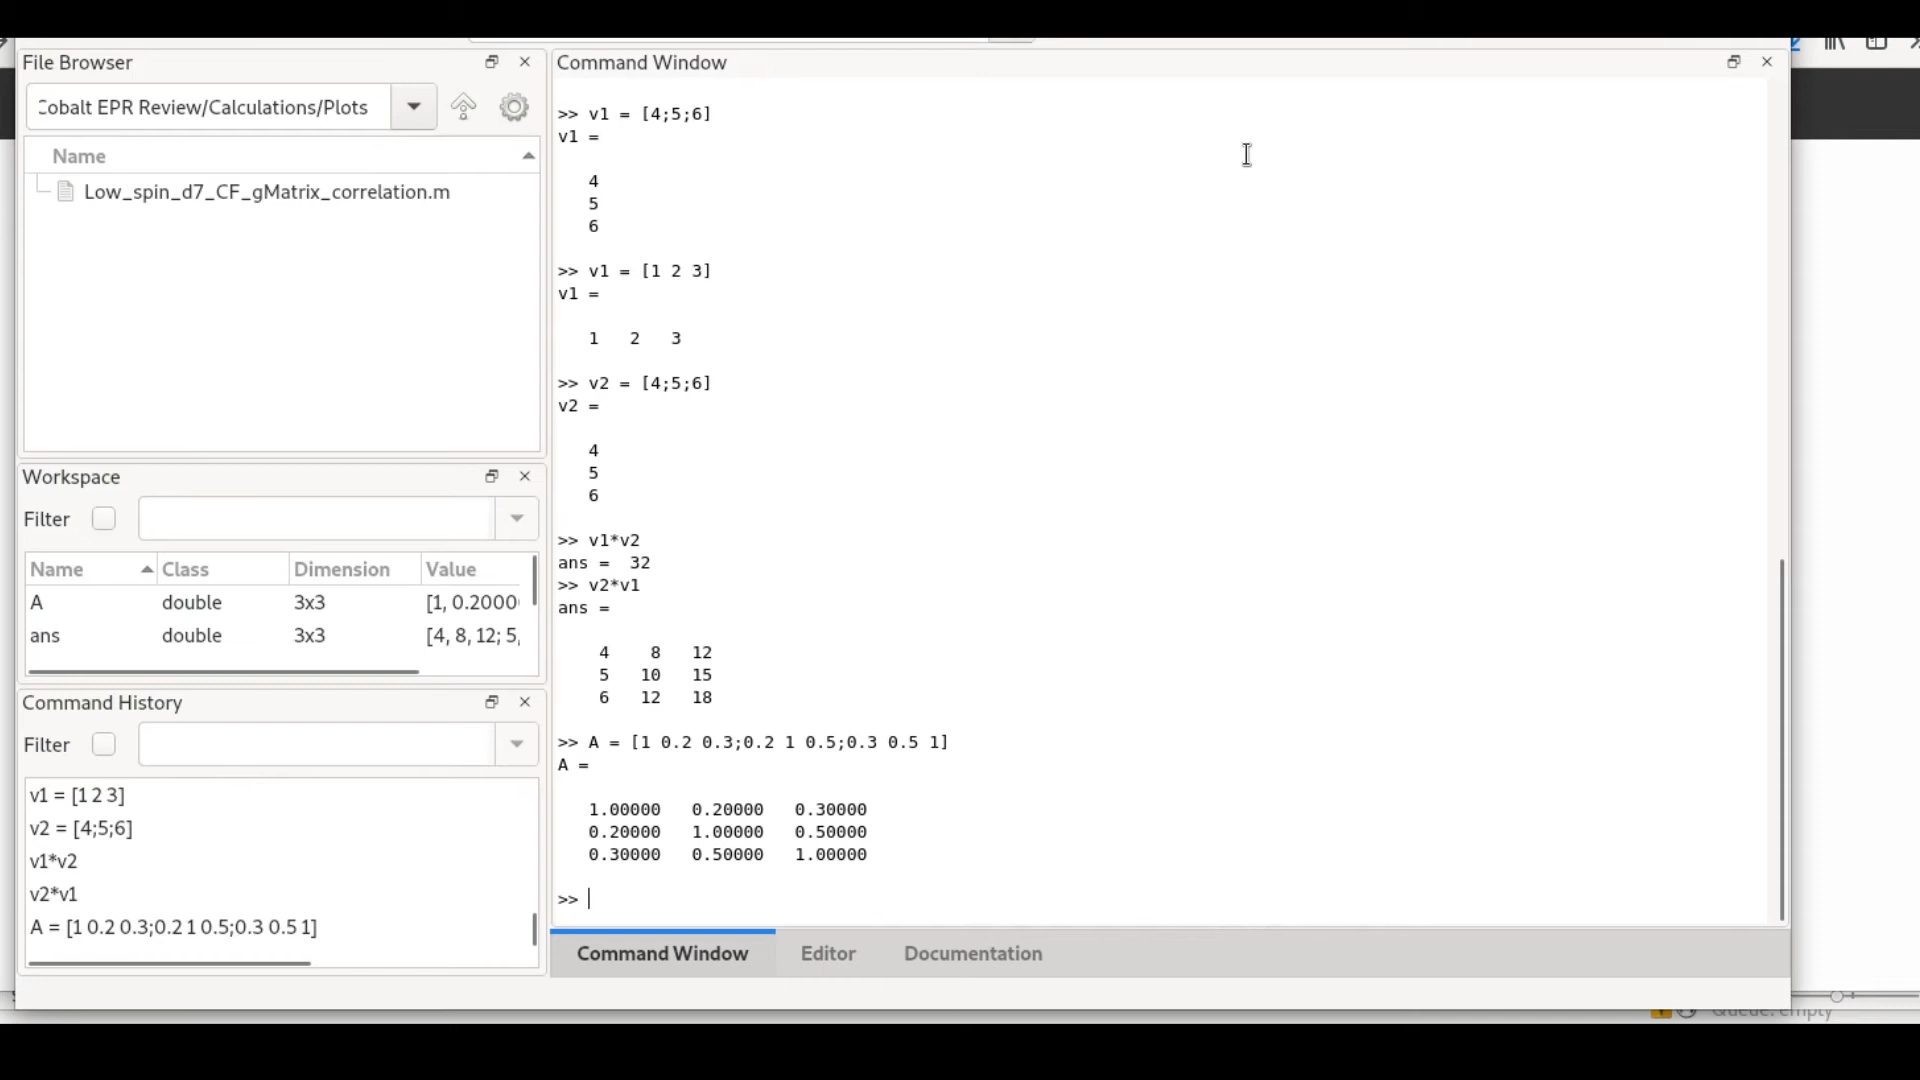 File Browser
Cobalt EPR Review/Calculations/Plots
Name
Low_spin_d7_CF_gMatrix_correlation.m
Workspace
Filter
Name Class Dimension Value
A double 3x3 [1, 0.2000
ans double 3x3 [4, 8, 12; 5,
Command History
Filter
v1 = [1 2 3]
v2 = [4;5;6]
v1*v2
v2*v1
A = [1 0.2 0.3;0.2 1 0.5;0.3 0.5 1]
Command Window
>> v1 = [4;5;6]
v1 =
4
5
6
>> v1 = [1 2 3]
v1 =
1 2 3
>> v2 = [4;5;6]
v2 =
4
5
6
>> v1*v2
ans = 32
>> v2*v1
ans =
4 8 12
5 10 15
6 12 18
>> A = [1 0.2 0.3;0.2 1 0.5;0.3 0.5 1]
A =
1.00000 0.20000 0.30000
0.20000 1.00000 0.50000
0.30000 0.50000 1.00000
>>
Command Window Editor Documentation
Queue: empty